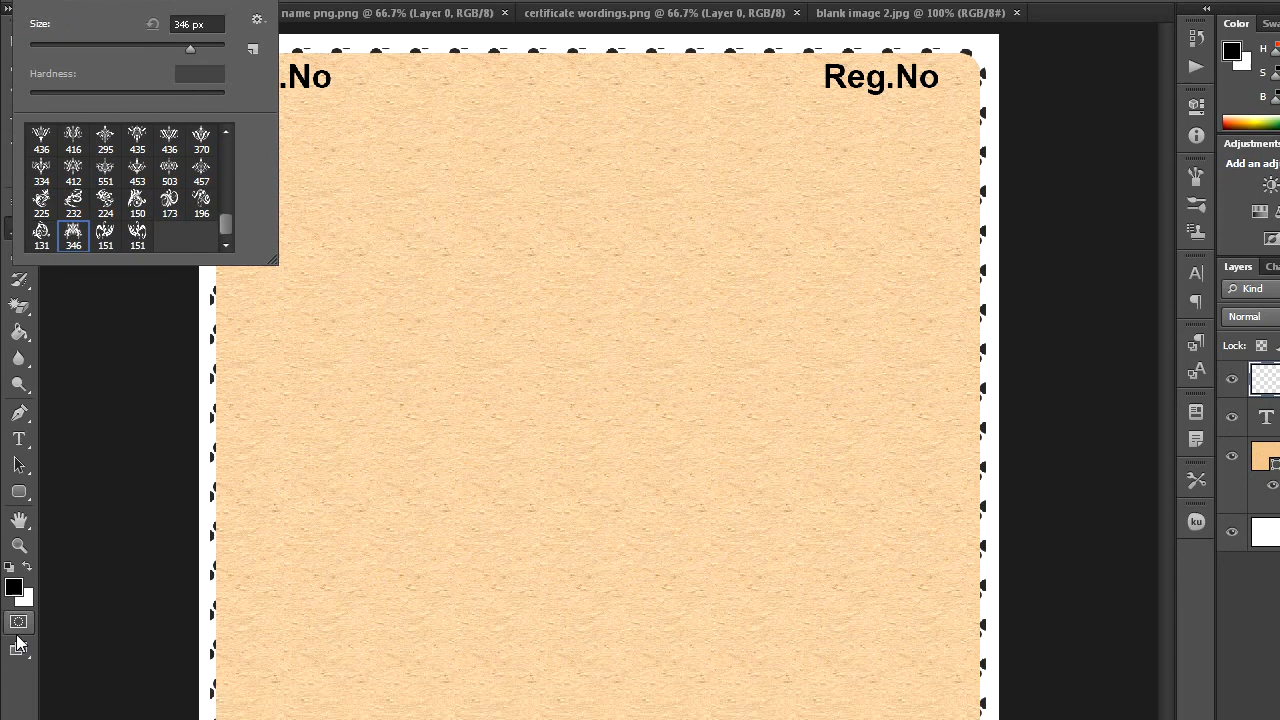 Size: 346 px
name png.png @ 66.7% (Layer 0, RGB/8) × certificate wordings.png @ 66.7% (Layer 0, RGB/8) × blank image 2.jpg @ 100% (RGB/8#) ×
Hardness:
436 416 295 435 436 370
334 412 551 453 503 457
225 232 224 150 173 196
131 346 151 151
.No Reg.No
Color Swa
H
S
B
Adjustments
Add an adj
Layers Cha
Kind
Normal
Lock:
T
A|
ku